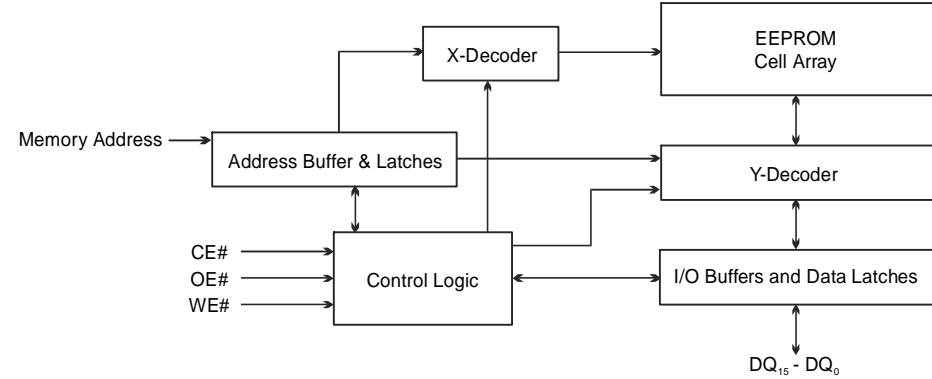 EEPROM
Cell Array
X-Decoder
Memory Address
Address Buffer & Latches
Y-Decoder
CE#
OE#
WE#
Control Logic
I/O Buffers and Data Latches
DQ15 - DQ0